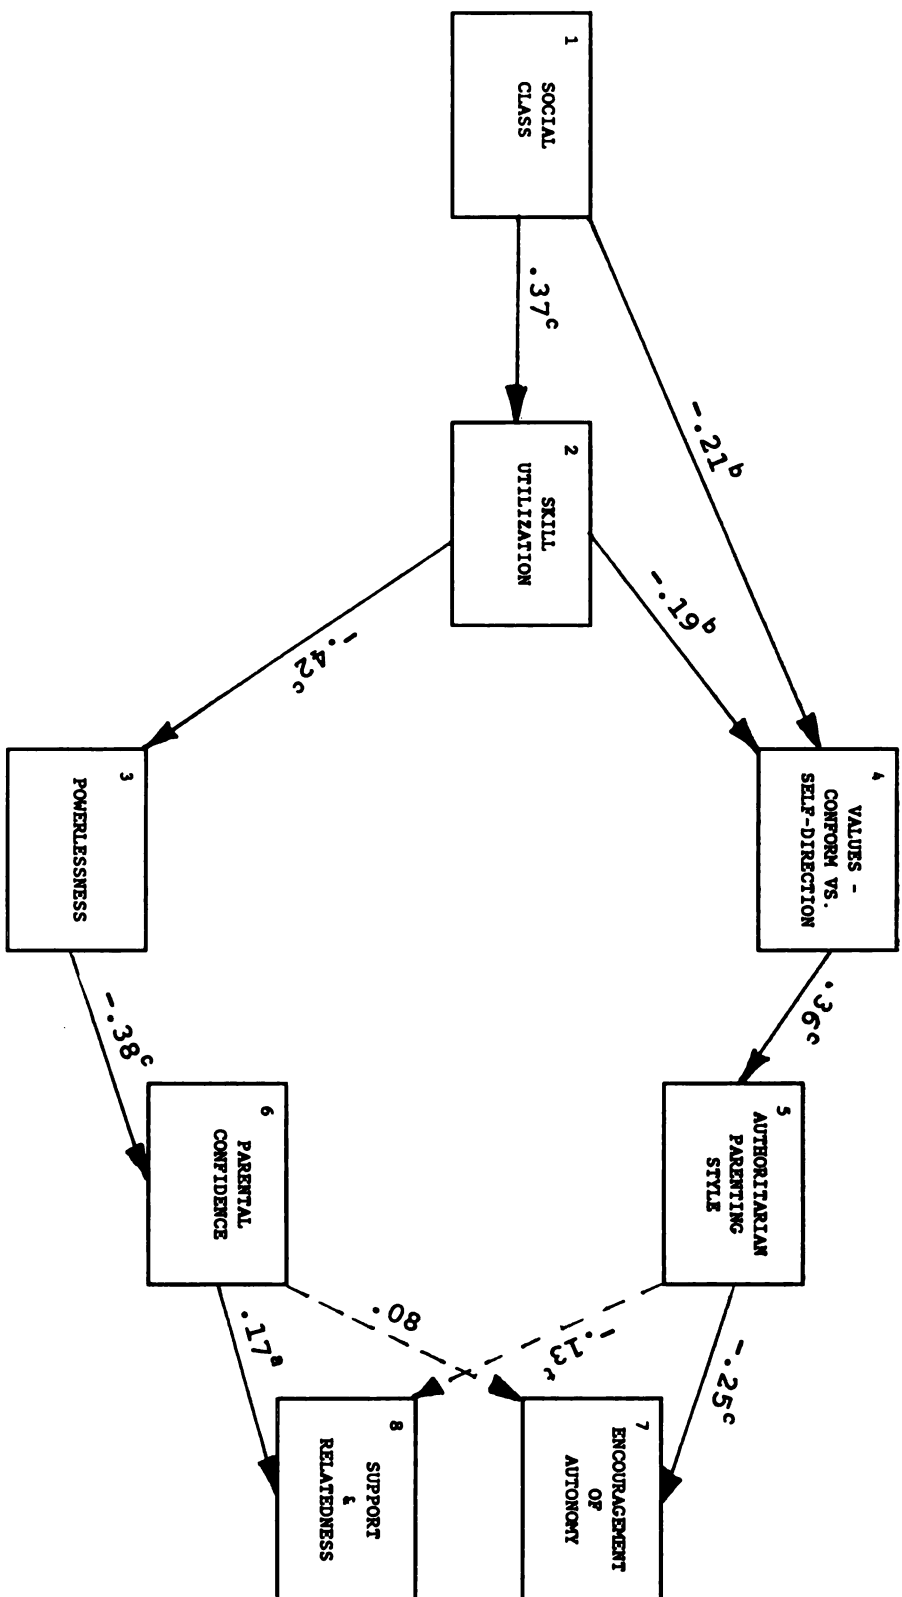 1
SOCIAL
CLASS
-.21ᵇ
.37ᶜ
2
SKILL
UTILIZATION
-.19ᵇ
-.42ᶜ
4
VALUES -
CONFORM VS.
SELF-DIRECTION
3
POWERLESSNESS
.36ᶜ
-.38ᶜ
5
AUTHORITARIAN
PARENTING
STYLE
6
PARENTAL
CONFIDENCE
-.25ᶜ
-.13
.08
.17ᵃ
7
ENCOURAGEMENT
OF
AUTONOMY
8
SUPPORT
&
RELATEDNESS